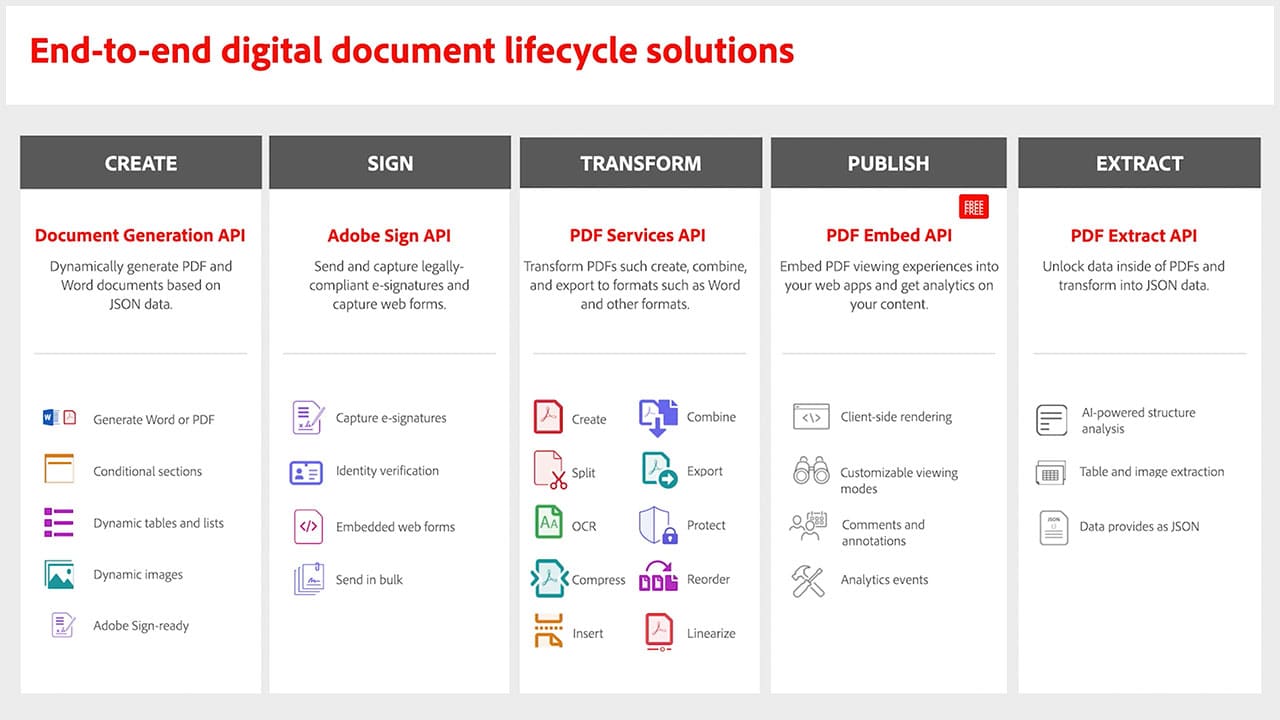 End-to-end digital document lifecycle solutions
CREATE
Document Generation API
Dynamically generate PDF and
Word documents based on
JSON data.
W
Generate Word or PDF
Conditional sections
Dynamic tables and lists
Dynamic images
Adobe Sign-ready
SIGN
Adobe Sign API
Send and capture legally-
compliant e-signatures and
capture web forms.
Capture e-signatures
Identity verification
</>
Embedded web forms
Send in bulk
TRANSFORM
PDF Services API
Transform PDFs such create, combine,
and export to formats such as Word
and other formats.
Create
Combine
Split
Export
AA
OCR
Protect
Compress
Reorder
Insert
Linearize
PUBLISH
FREE
FREE
PDF Embed API
Embed PDF viewing experiences into
your web apps and get analytics on
your content.
</>
Client-side rendering
Customizable viewing
modes
Comments and
annotations
Analytics events
EXTRACT
PDF Extract API
Unlock data inside of PDFs and
transform into JSON data.
AI-powered structure
analysis
Table and image extraction
JSON
{}
Data provides as JSON